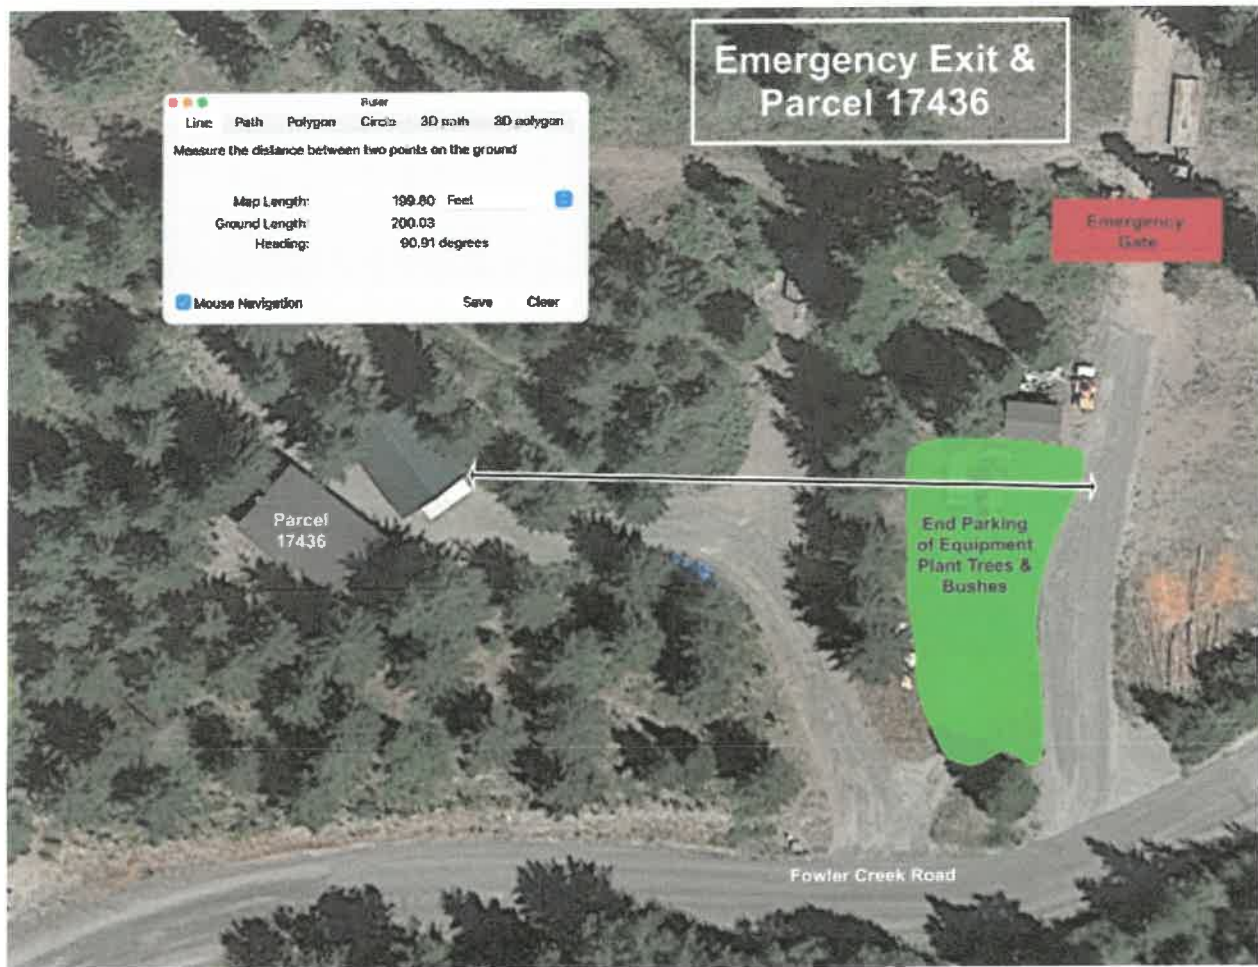 Emergency Exit &
Parcel 17436
Ruler
Line Path Polygon Circle 3D path 3D polygon
Measure the distance between two points on the ground
Map Length: 199.80 Feet
Ground Length: 200.03
Heading: 90.91 degrees
Mouse Navigation Save Clear
Emergency
Gate
Parcel
17436
End Parking
of Equipment
Plant Trees &
Bushes
Fowler Creek Road